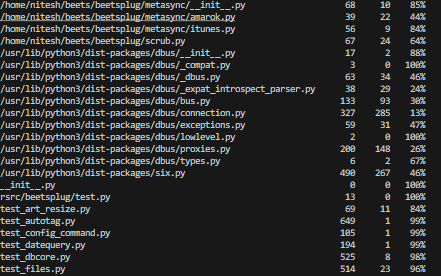 /home/nitesh/beets/beetsplug/metasync/__init__.py 68 10 85%
/home/nitesh/beets/beetsplug/metasync/amarok.py 39 22 44%
/home/nitesh/beets/beetsplug/metasync/itunes.py 56 9 84%
/home/nitesh/beets/beetsplug/scrub.py 67 24 64%
/usr/lib/python3/dist-packages/dbus/__init__.py 17 2 88%
/usr/lib/python3/dist-packages/dbus/_compat.py 3 0 100%
/usr/lib/python3/dist-packages/dbus/_dbus.py 63 34 46%
/usr/lib/python3/dist-packages/dbus/_expat_introspect_parser.py 38 29 24%
/usr/lib/python3/dist-packages/dbus/bus.py 133 93 30%
/usr/lib/python3/dist-packages/dbus/connection.py 327 285 13%
/usr/lib/python3/dist-packages/dbus/exceptions.py 59 31 47%
/usr/lib/python3/dist-packages/dbus/lowlevel.py 2 0 100%
/usr/lib/python3/dist-packages/dbus/proxies.py 200 148 26%
/usr/lib/python3/dist-packages/dbus/types.py 6 2 67%
/usr/lib/python3/dist-packages/six.py 490 267 46%
__init__.py 0 0 100%
rsrc/beetsplug/test.py 13 0 100%
test_art_resize.py 69 11 84%
test_autotag.py 649 1 99%
test_config_command.py 105 1 99%
test_datequery.py 194 1 99%
test_dbcore.py 525 8 98%
test_files.py 514 23 96%